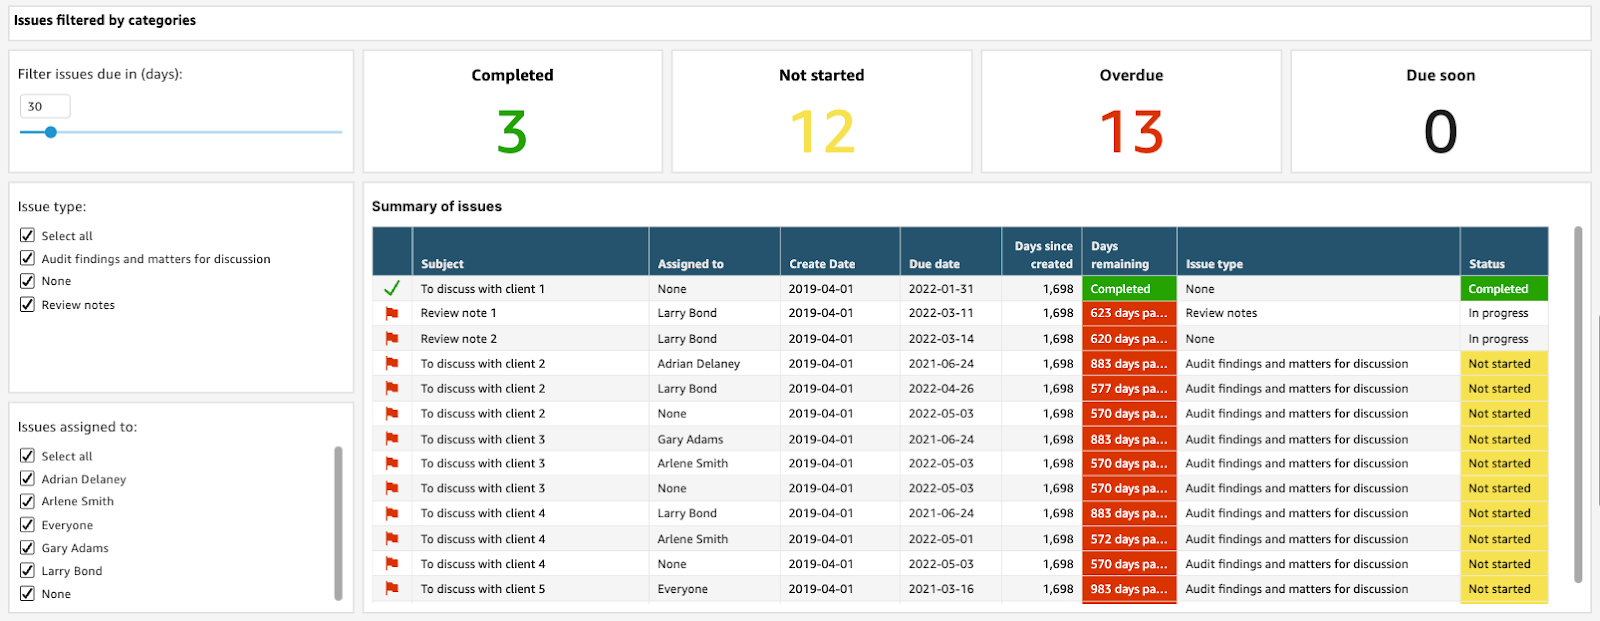 Issues filtered by categories
Filter issues due in (days):
30
Completed
3
Not started
12
Overdue
13
Due soon
0
Issue type:
Select all
Audit findings and matters for discussion
None
Review notes
Issues assigned to:
Select all
Adrian Delaney
Arlene Smith
Everyone
Gary Adams
Larry Bond
None
Summary of issues
Subject Assigned to Create Date Due date Days since created Days remaining Issue type Status
To discuss with client 1 None 2019-04-01 2022-01-31 1,698 Completed None Completed
Review note 1 Larry Bond 2019-04-01 2022-03-11 1,698 623 days pa... Review notes In progress
Review note 2 Larry Bond 2019-04-01 2022-03-14 1,698 620 days pa... None In progress
To discuss with client 2 Adrian Delaney 2019-04-01 2021-06-24 1,698 883 days pa... Audit findings and matters for discussion Not started
To discuss with client 2 Larry Bond 2019-04-01 2022-04-26 1,698 577 days pa... Audit findings and matters for discussion Not started
To discuss with client 2 None 2019-04-01 2022-05-03 1,698 570 days pa... Audit findings and matters for discussion Not started
To discuss with client 3 Gary Adams 2019-04-01 2021-06-24 1,698 883 days pa... Audit findings and matters for discussion Not started
To discuss with client 3 Arlene Smith 2019-04-01 2022-05-03 1,698 570 days pa... Audit findings and matters for discussion Not started
To discuss with client 3 None 2019-04-01 2022-05-03 1,698 570 days pa... Audit findings and matters for discussion Not started
To discuss with client 4 Larry Bond 2019-04-01 2021-06-24 1,698 883 days pa... Audit findings and matters for discussion Not started
To discuss with client 4 Arlene Smith 2019-04-01 2022-05-01 1,698 572 days pa... Audit findings and matters for discussion Not started
To discuss with client 4 None 2019-04-01 2022-05-03 1,698 570 days pa... Audit findings and matters for discussion Not started
To discuss with client 5 Everyone 2019-04-01 2021-03-16 1,698 983 days pa... Audit findings and matters for discussion Not started